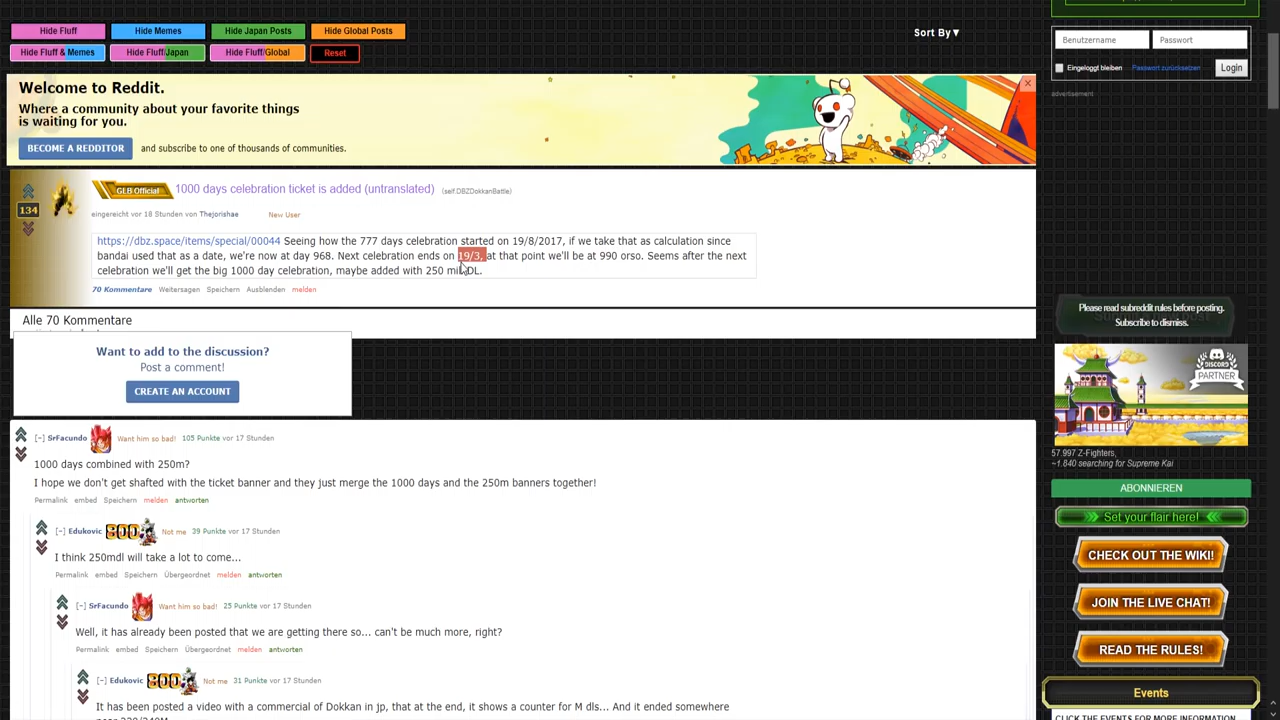 Hide Fluff Hide Memes Hide Japan Posts Hide Global Posts
Hide Fluff & Memes Hide Fluff/Japan Hide Fluff/Global Reset
Sort By▼
Benutzername Passwort
Eingeloggt bleiben Passwort zurücksetzen Login
advertisement
Welcome to Reddit.
Where a community about your favorite things
is waiting for you.
BECOME A REDDITOR and subscribe to one of thousands of communities.
134
GLB Official 1000 days celebration ticket is added (untranslated) (self.DBZDokkanBattle)
eingereicht vor 18 Stunden von Thejorishae New User
https://dbz.space/items/special/00044 Seeing how the 777 days celebration started on 19/8/2017, if we take that as calculation since
bandai used that as a date, we're now at day 968. Next celebration ends on 19/3, at that point we'll be at 990 orso. Seems after the next
celebration we'll get the big 1000 day celebration, maybe added with 250 mil DL.
70 Kommentare Weitersagen Speichern Ausblenden melden
Alle 70 Kommentare
Want to add to the discussion?
Post a comment!
CREATE AN ACCOUNT
[–] SrFacundo Want him so bad! 105 Punkte vor 17 Stunden
1000 days combined with 250m?
I hope we don't get shafted with the ticket banner and they just merge the 1000 days and the 250m banners together!
Permalink embed Speichern melden antworten
[–] Edukovic 800 Not me 39 Punkte vor 17 Stunden
I think 250mdl will take a lot to come...
Permalink embed Speichern Übergeordnet melden antworten
[–] SrFacundo Want him so bad! 25 Punkte vor 17 Stunden
Well, it has already been posted that we are getting there so... can't be much more, right?
Permalink embed Speichern Übergeordnet melden antworten
[–] Edukovic 800 Not me 31 Punkte vor 17 Stunden
It has been posted a video with a commercial of Dokkan in jp, that at the end, it shows a counter for M dls... And it ended somewhere
Please read subreddit rules before posting.
Subscribe to dismiss.
DISCORD
PARTNER
57.997 Z-Fighters,
~1.840 searching for Supreme Kai
ABONNIEREN
Set your flair here!
CHECK OUT THE WIKI!
JOIN THE LIVE CHAT!
READ THE RULES!
Events
CLICK THE EVENTS FOR MORE INFORMATION